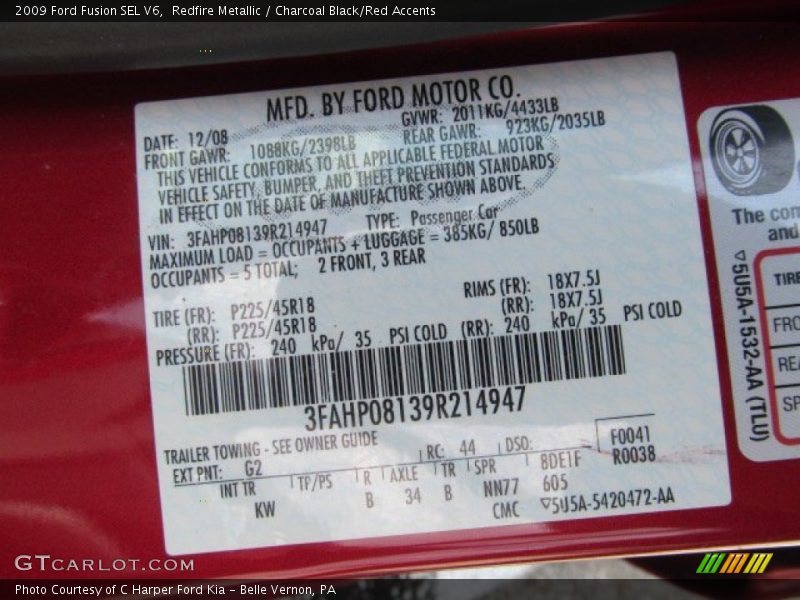 2009 Ford Fusion SEL V6,  Redfire Metallic / Charcoal Black/Red Accents
MFD. BY FORD MOTOR CO.
DATE: 12/08 GVWR: 2011KG/4433LB
FRONT GAWR: 1088KG/2398LB REAR GAWR: 923KG/2035LB
THIS VEHICLE CONFORMS TO ALL APPLICABLE FEDERAL MOTOR
VEHICLE SAFETY, BUMPER, AND THEFT PREVENTION STANDARDS
IN EFFECT ON THE DATE OF MANUFACTURE SHOWN ABOVE.
VIN: 3FAHP08139R214947 TYPE: Passenger Car
MAXIMUM LOAD = OCCUPANTS + LUGGAGE = 385KG/ 850LB
OCCUPANTS = 5 TOTAL; 2 FRONT, 3 REAR
TIRE (FR): P225/45R18 RIMS (FR): 18X7.5J
(RR): P225/45R18 (RR): 18X7.5J
PRESSURE (FR): 240 kPa/ 35 PSI COLD (RR): 240 kPa/ 35 PSI COLD
3FAHP08139R214947
TRAILER TOWING - SEE OWNER GUIDE
EXT PNT: G2 RC: 44 DSO: F0041
INT TR TP/PS R AXLE TR SPR 8DE1F R0038
KW B 34 B NN77 605
CMC ▽5U5A-5420472-AA
The con
and
▽5U5A-1532-AA (TLU)
TIRE
FRO
REA
SP
GTCARLOT.COM
Photo Courtesy of C Harper Ford Kia – Belle Vernon, PA